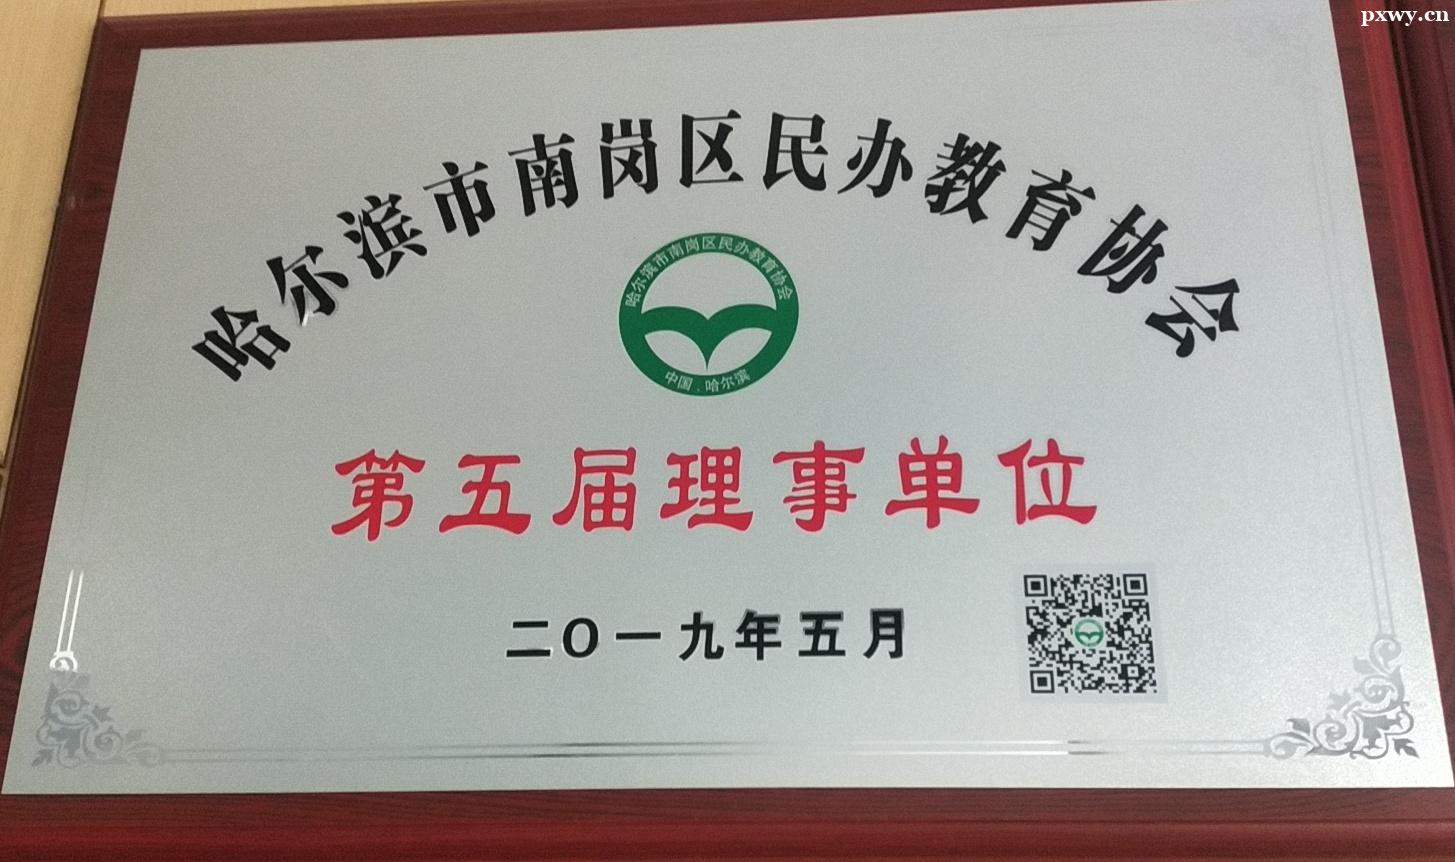 pxwy.cn
哈尔滨市南岗区民办教育协会
哈尔滨市南岗区民办教育协会
中国.哈尔滨
第五届理事单位
二〇一九年五月